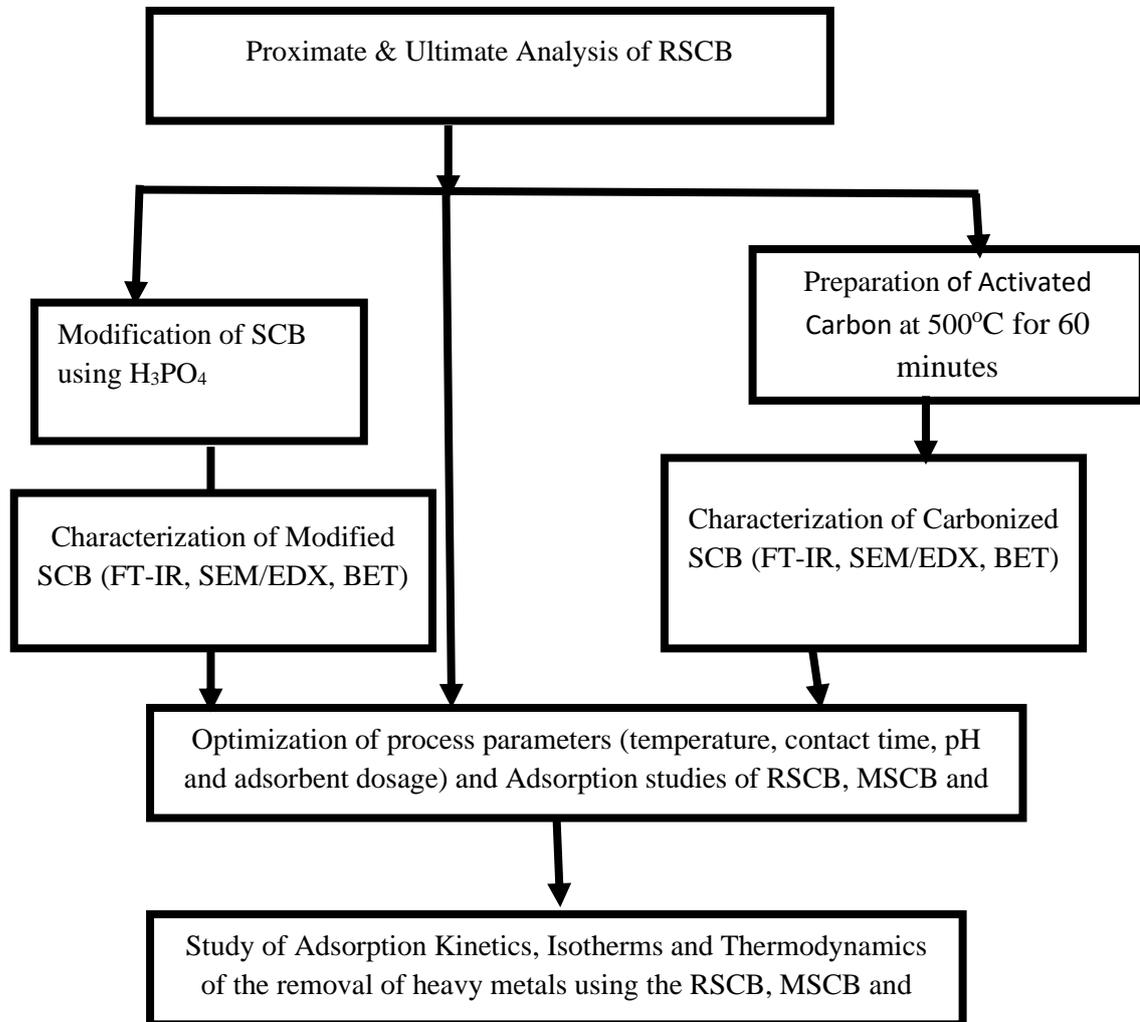 Proximate & Ultimate Analysis of RSCB
Modification of SCB
using H₃PO₄
Preparation of Activated
Carbon at 500°C for 60
minutes
Characterization of Modified
SCB (FT-IR, SEM/EDX, BET)
Characterization of Carbonized
SCB (FT-IR, SEM/EDX, BET)
Optimization of process parameters (temperature, contact time, pH
and adsorbent dosage) and Adsorption studies of RSCB, MSCB and
Study of Adsorption Kinetics, Isotherms and Thermodynamics
of the removal of heavy metals using the RSCB, MSCB and